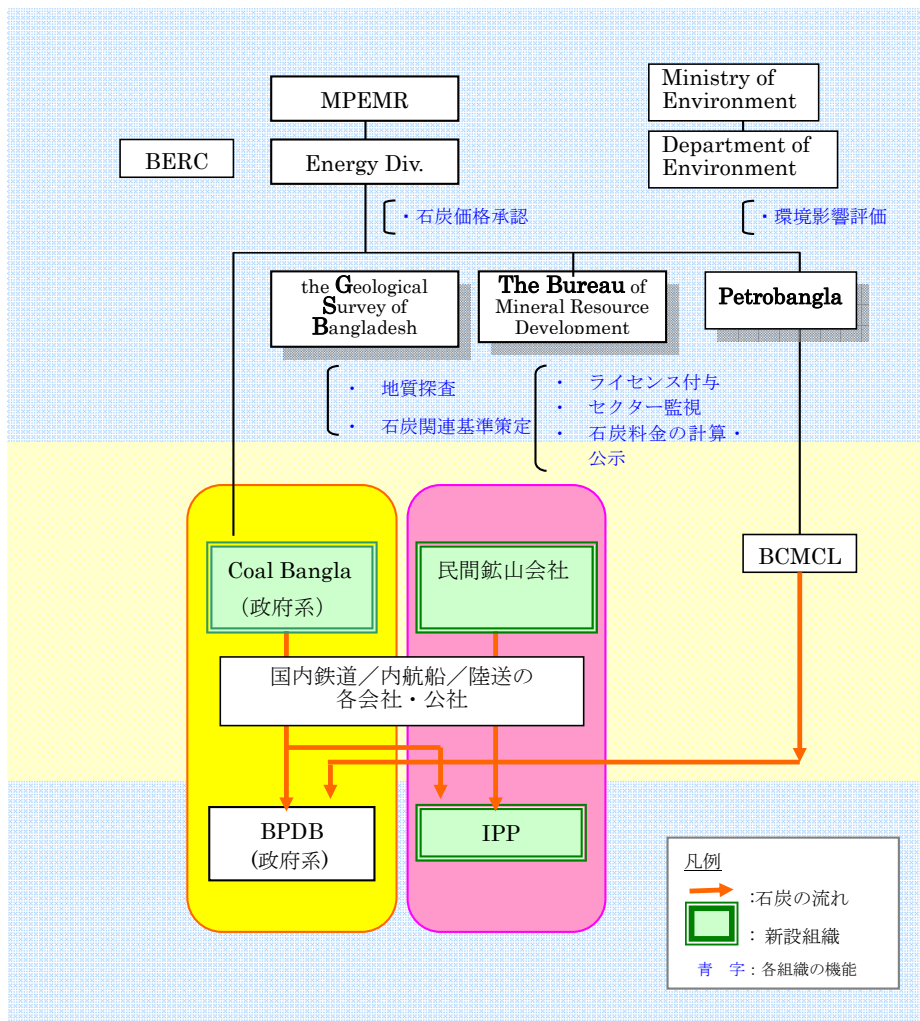 MPEMR
Ministry of
Environment
BERC
Energy Div.
Department of
Environment
・石炭価格承認
・環境影響評価
the Geological
Survey of
Bangladesh
The Bureau of
Mineral Resource
Development
Petrobangla
・ 地質探査
・ 石炭関連基準策定
・ ライセンス付与
・ セクター監視
・ 石炭料金の計算・
公示
Coal Bangla
（政府系）
民間鉱山会社
BCMCL
国内鉄道／内航船／陸送の
各会社・公社
BPDB
(政府系)
IPP
凡例
:石炭の流れ
： 新設組織
青 字：各組織の機能